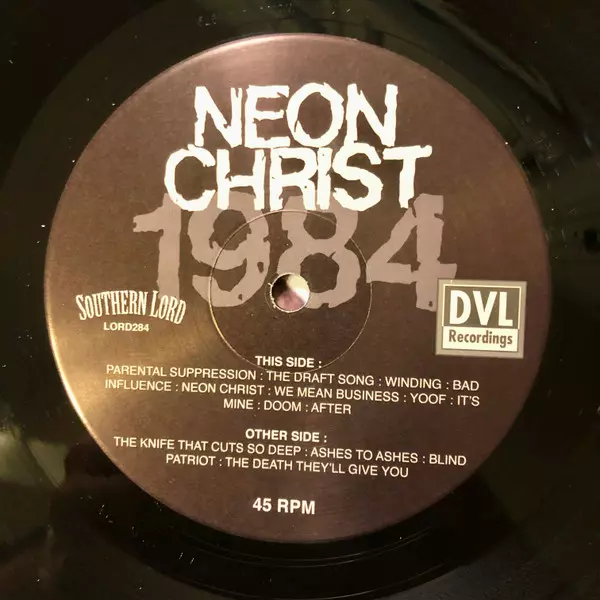 NEON
CHRIST
1984
SOUTHERN LORD
LORD284
DVL
Recordings
THIS SIDE :
PARENTAL SUPPRESSION : THE DRAFT SONG : WINDING : BAD
INFLUENCE : NEON CHRIST : WE MEAN BUSINESS : YOOF : IT'S
MINE : DOOM : AFTER
OTHER SIDE :
THE KNIFE THAT CUTS SO DEEP : ASHES TO ASHES : BLIND
PATRIOT : THE DEATH THEY'LL GIVE YOU
45 RPM